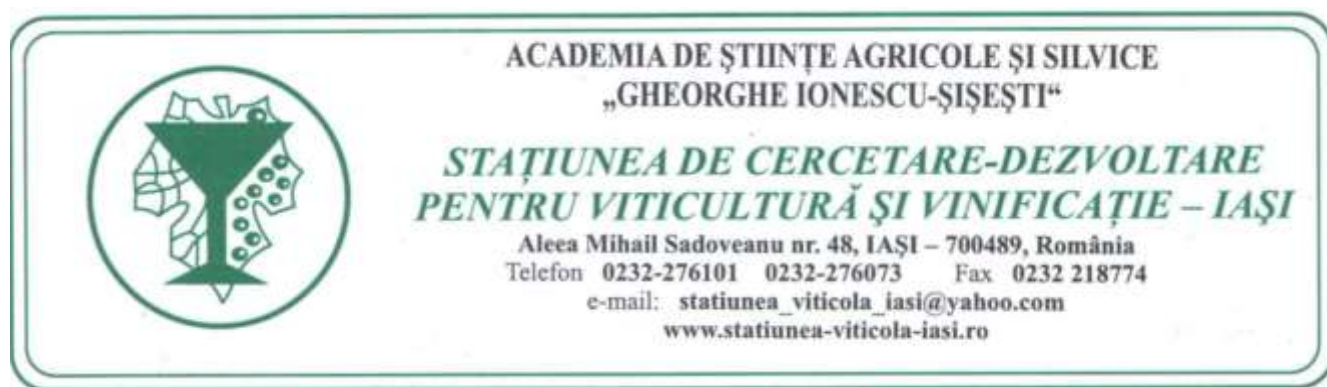 ACADEMIA DE ŞTIINŢE AGRICOLE ŞI SILVICE
„GHEORGHE IONESCU-ŞIŞEŞTI“
STAŢIUNEA DE CERCETARE-DEZVOLTARE
PENTRU VITICULTURĂ ŞI VINIFICAŢIE – IAŞI
Aleea Mihail Sadoveanu nr. 48, IAŞI – 700489, România
Telefon 0232-276101 0232-276073 Fax 0232 218774
e-mail: statiunea_viticola_iasi@yahoo.com
www.statiunea-viticola-iasi.ro